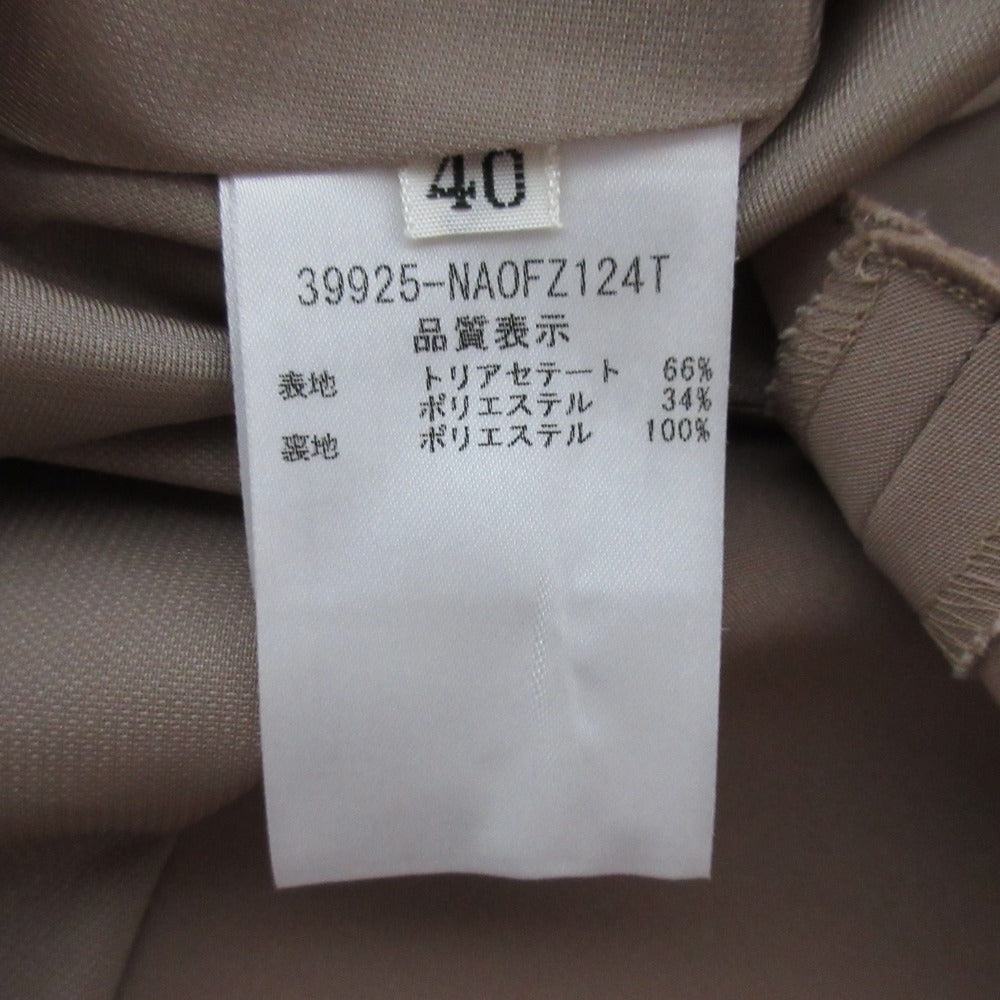 40
39925-NAOFZ124T
品質表示
表地 トリアセテート 66%
ポリエステル 34%
裏地 ポリエステル 100%